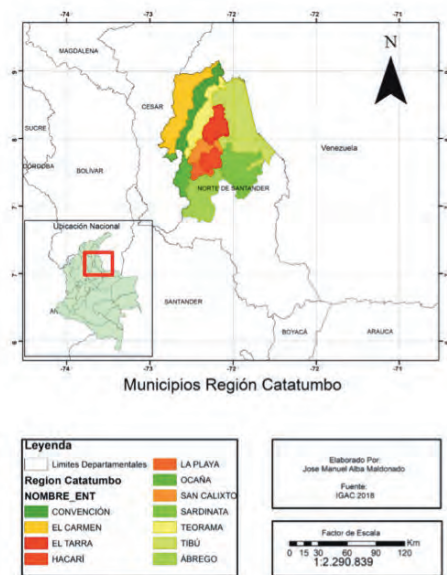 -74
-73
-72
-72
-71
MAGDALENA
N
CESAR
SUCRE
Venezuela
CÓRDOBA
BOLÍVAR
NORTE DE SANTANDER
Ubicación Nacional
SANTANDER
BOYACÁ
ARAUCA
-74
-73
-72
-72
-71
Municipios Región Catatumbo
Leyenda
Limites Departamentales
Region Catatumbo
NOMBRE_ENT
CONVENCIÓN
EL CARMEN
EL TARRA
HACARÍ
LA PLAYA
OCAÑA
SAN CALIXTO
SARDINATA
TEORAMA
TIBÚ
ÁBREGO
Elaborado Por:
Jose Manuel Alba Maldonado
Fuente:
IGAC 2018
Factor de Escala
Km
0 15 30 60 90 120
1:2.290.839